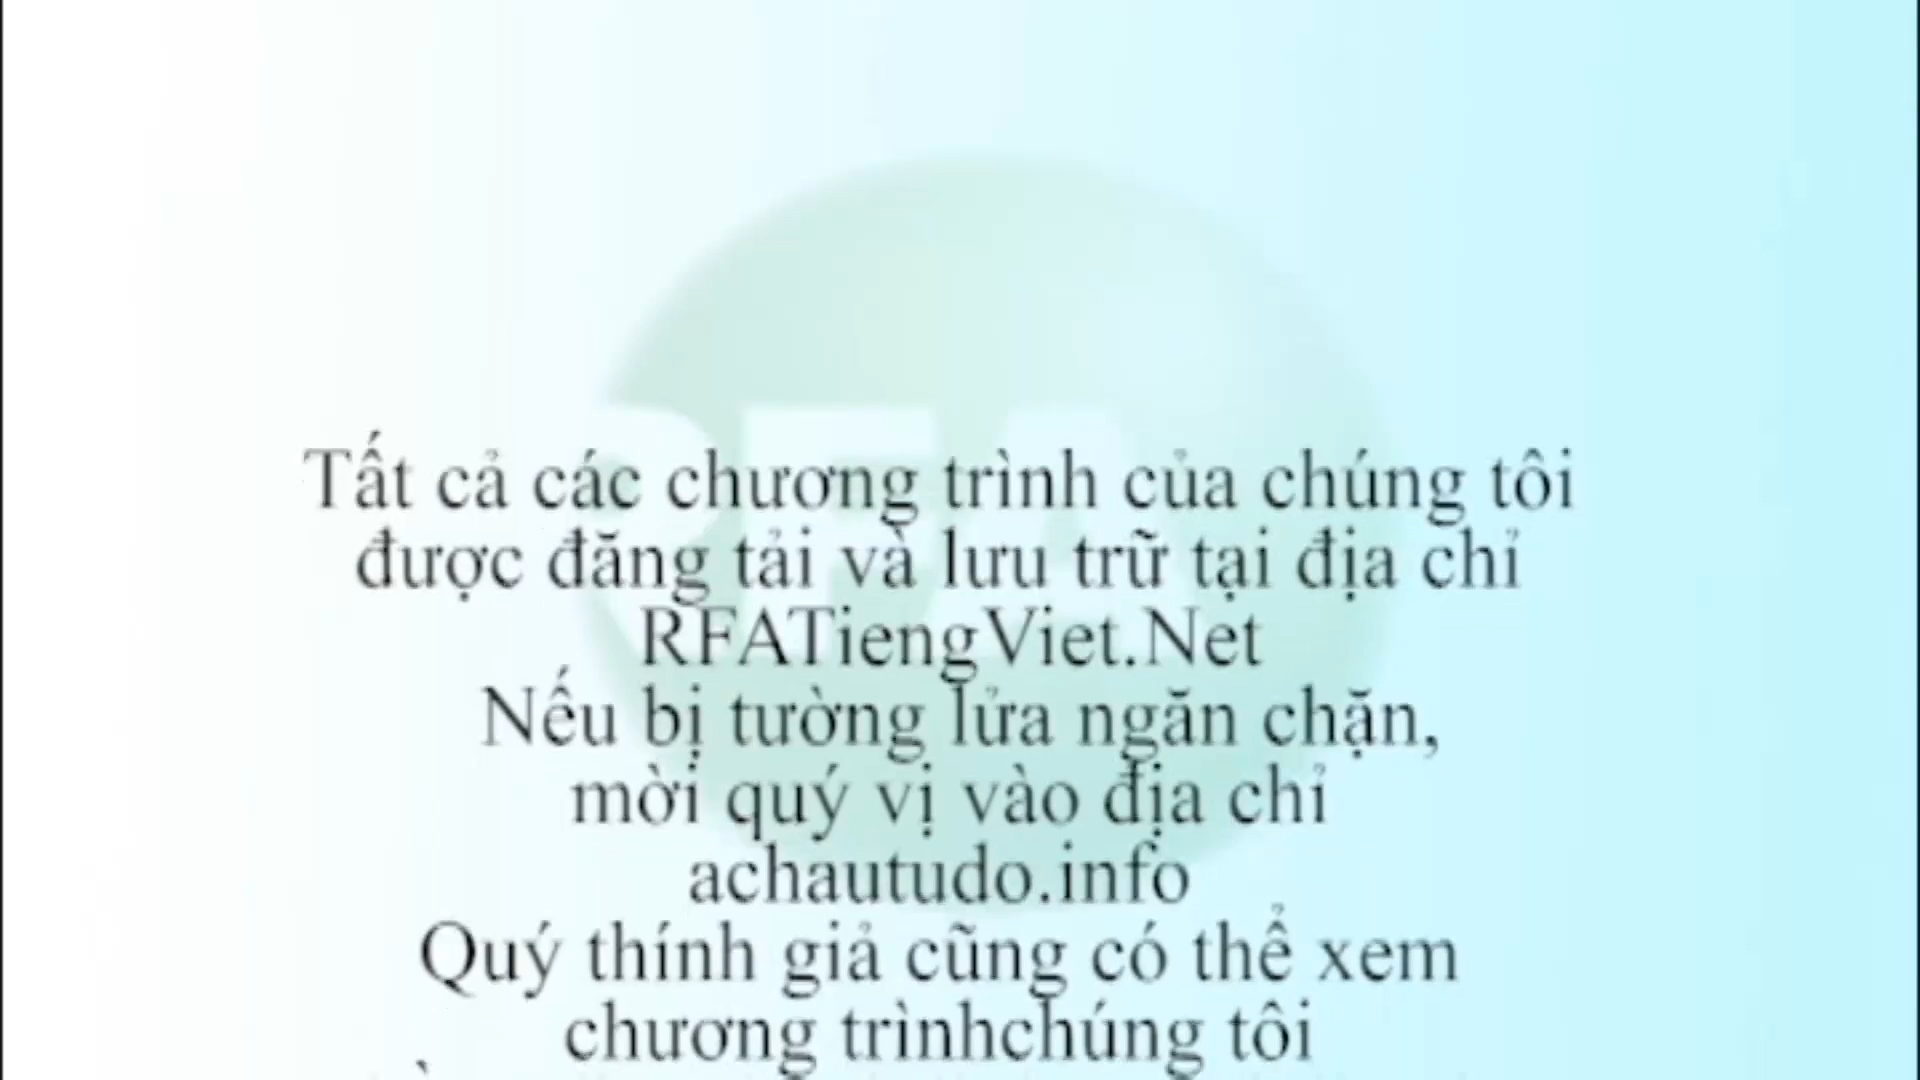 RFA
Tất cả các chương trình của chúng tôi
được đăng tải và lưu trữ tại địa chỉ
RFATiengViet.Net
Nếu bị tường lửa ngăn chặn,
mời quý vị vào địa chỉ
achautudo.info
Quý thính giả cũng có thể xem
chương trìnhchúng tôi